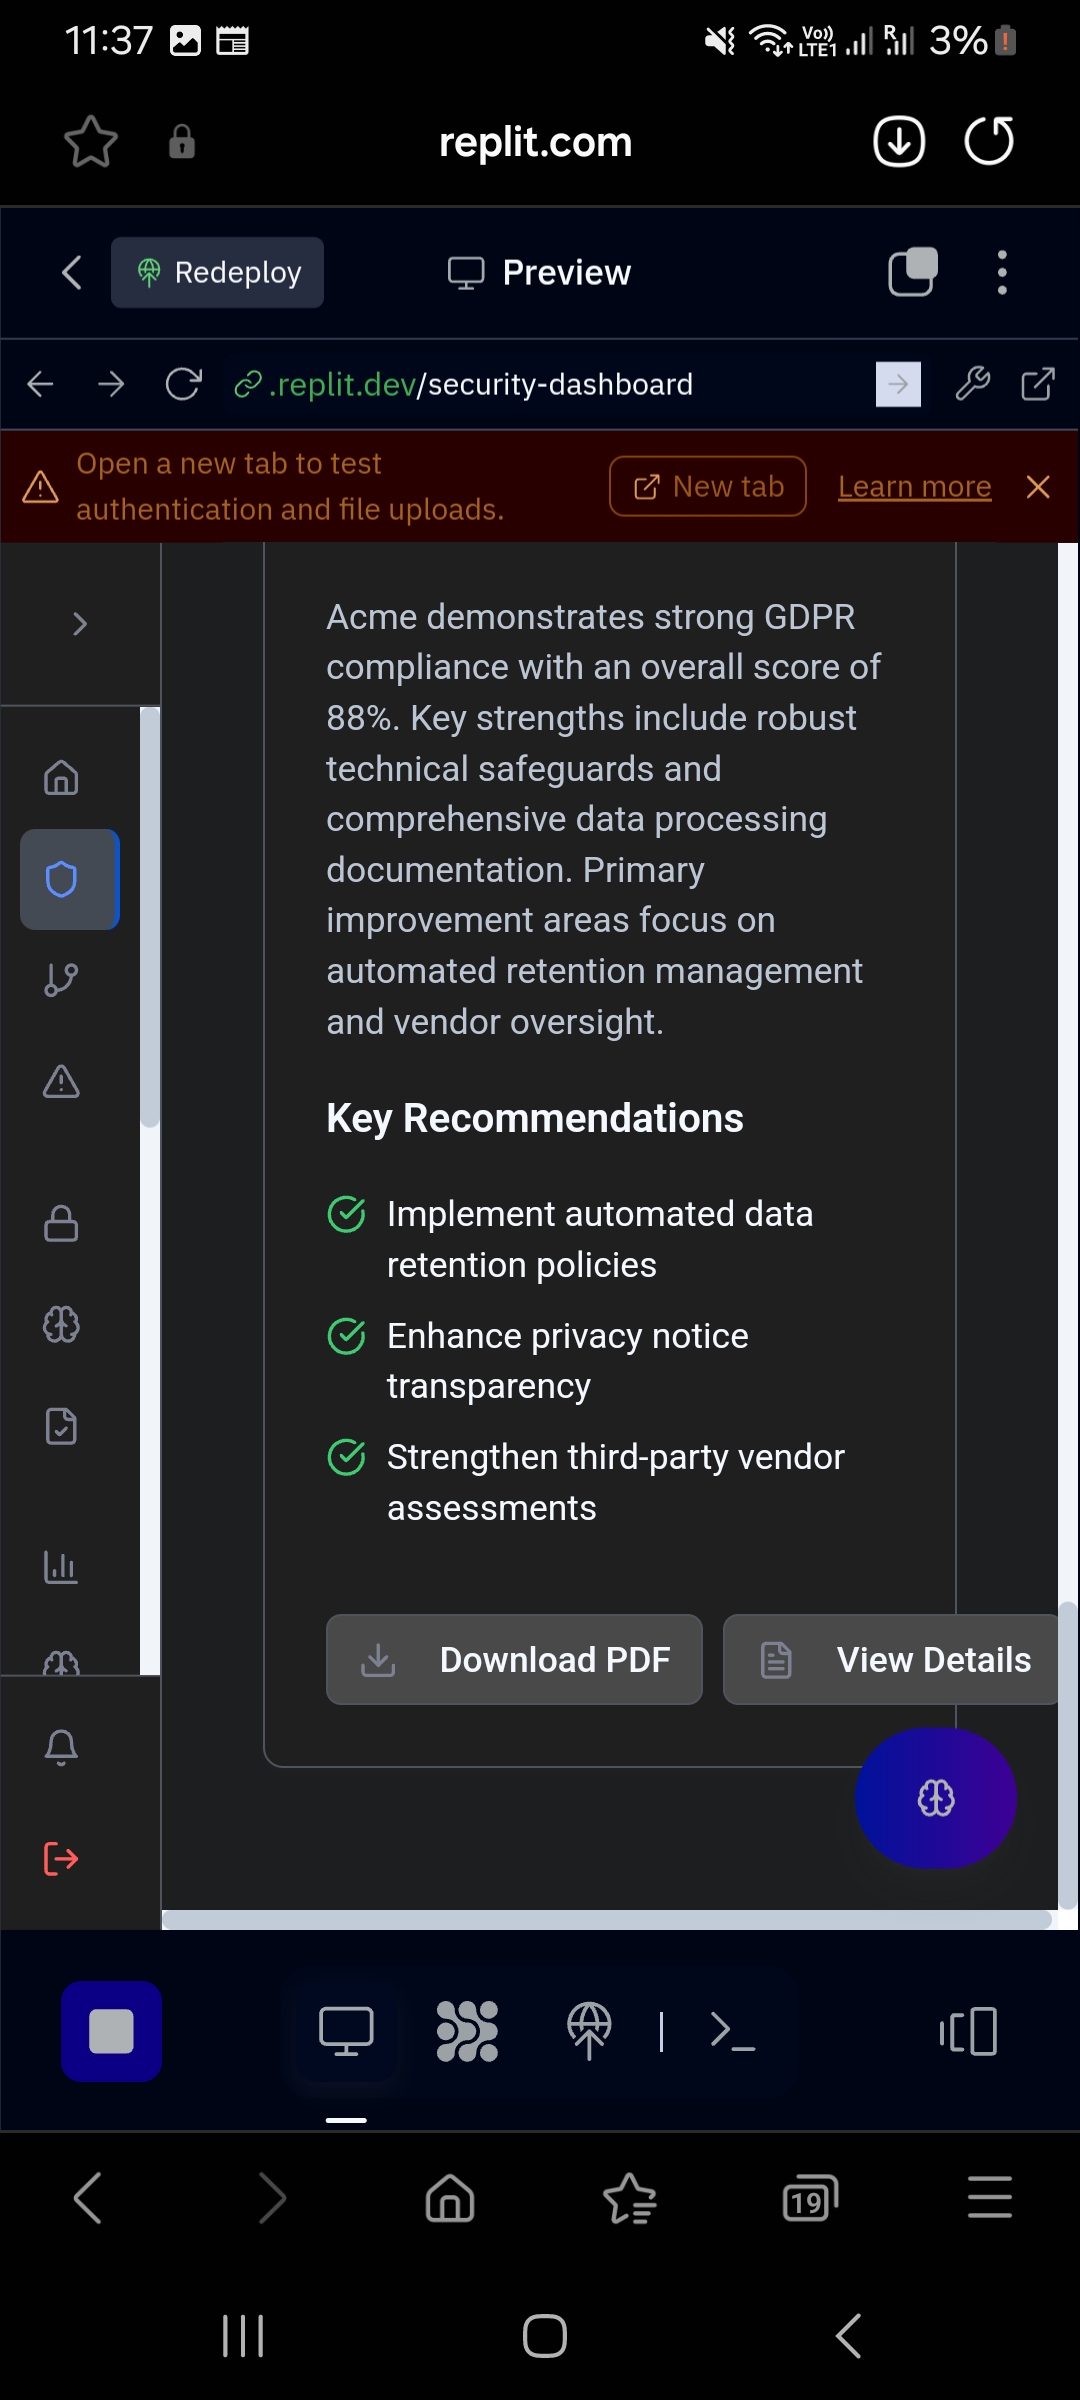 11:37
Vo)) LTE1 R 3%
replit.com
Redeploy
Preview
.replit.dev/security-dashboard
Open a new tab to test
authentication and file uploads.
New tab
Learn more
Acme demonstrates strong GDPR
compliance with an overall score of
88%. Key strengths include robust
technical safeguards and
comprehensive data processing
documentation. Primary
improvement areas focus on
automated retention management
and vendor oversight.
Key Recommendations
Implement automated data
retention policies
Enhance privacy notice
transparency
Strengthen third-party vendor
assessments
Download PDF
View Details
19